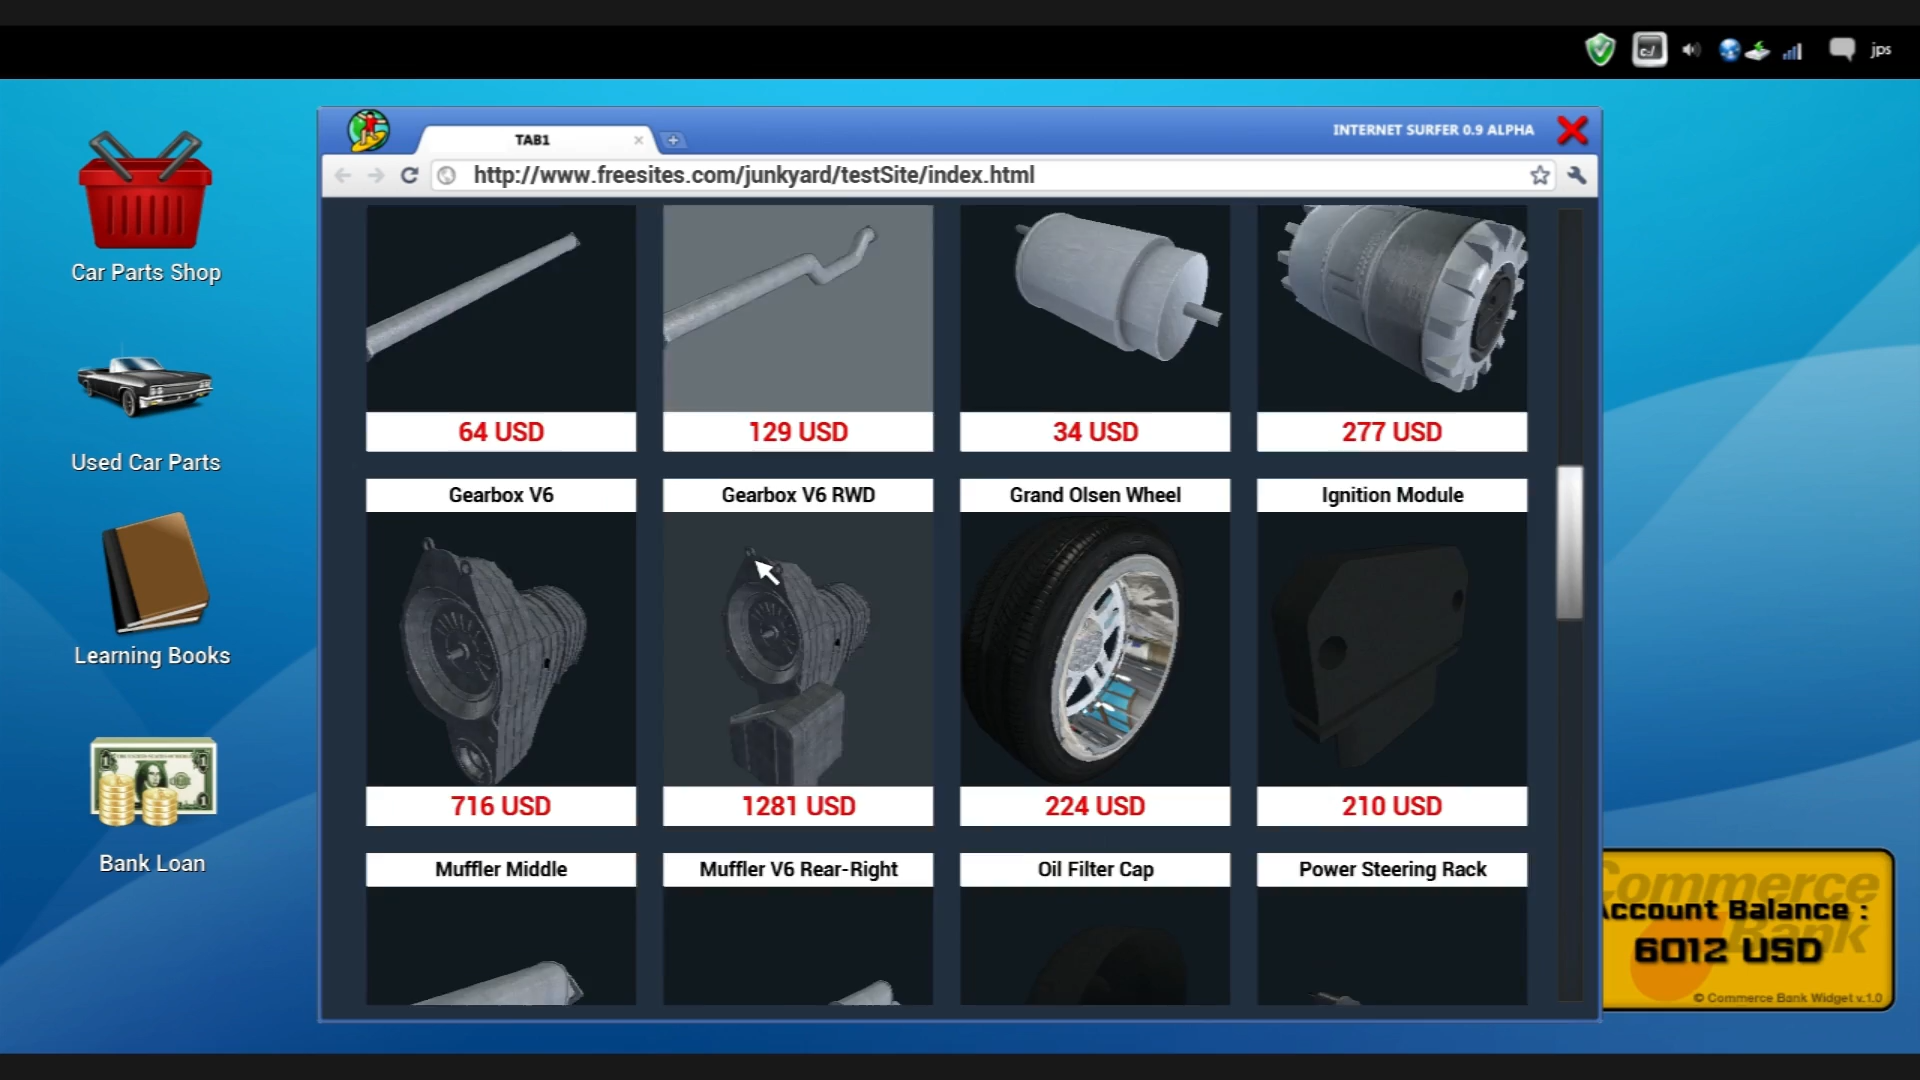 c:/
jps
TAB1
INTERNET SURFER 0.9 ALPHA
http://www.freesites.com/junkyard/testSite/index.html
Car Parts Shop
Used Car Parts
Learning Books
Bank Loan
64 USD
129 USD
34 USD
277 USD
Gearbox V6
Gearbox V6 RWD
Grand Olsen Wheel
Ignition Module
716 USD
1281 USD
224 USD
210 USD
Muffler Middle
Muffler V6 Rear-Right
Oil Filter Cap
Power Steering Rack
Commerce
Bank
Account Balance :
6012 USD
© Commerce Bank Widget v.1.0